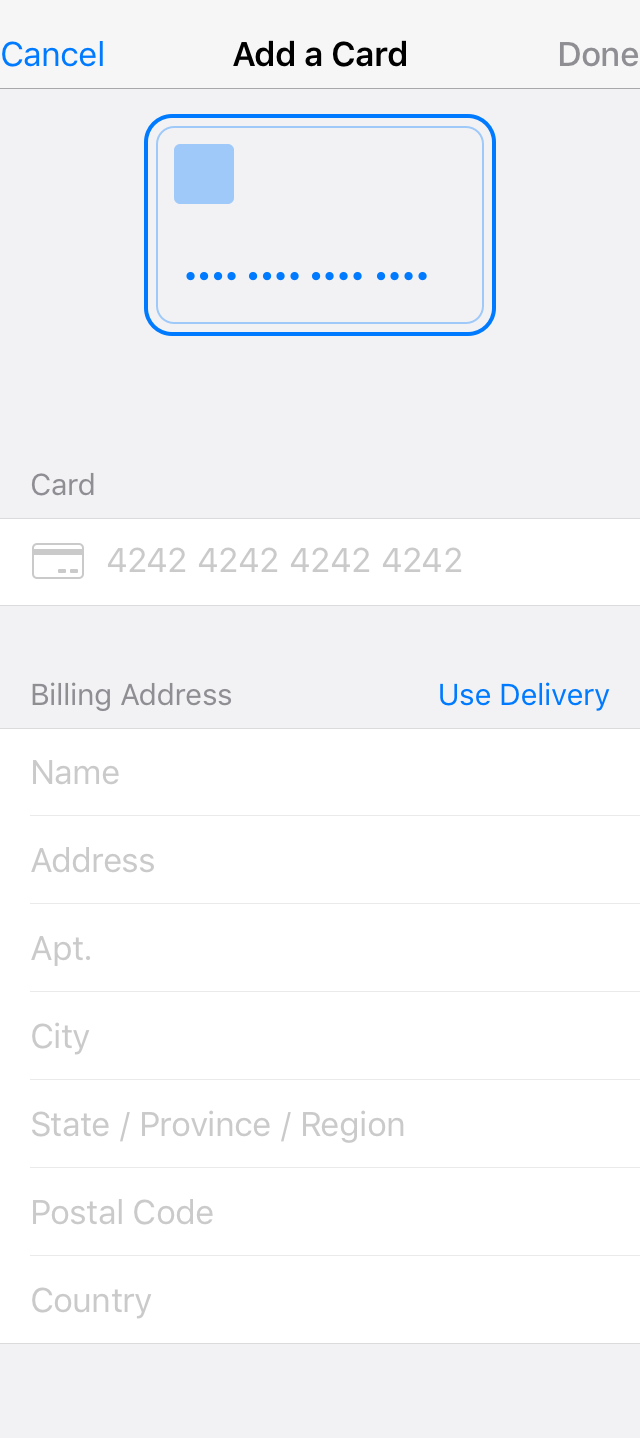 Cancel Add a Card Done
•••• •••• •••• ••••
Card
4242 4242 4242 4242
Billing Address Use Delivery
Name
Address
Apt.
City
State / Province / Region
Postal Code
Country